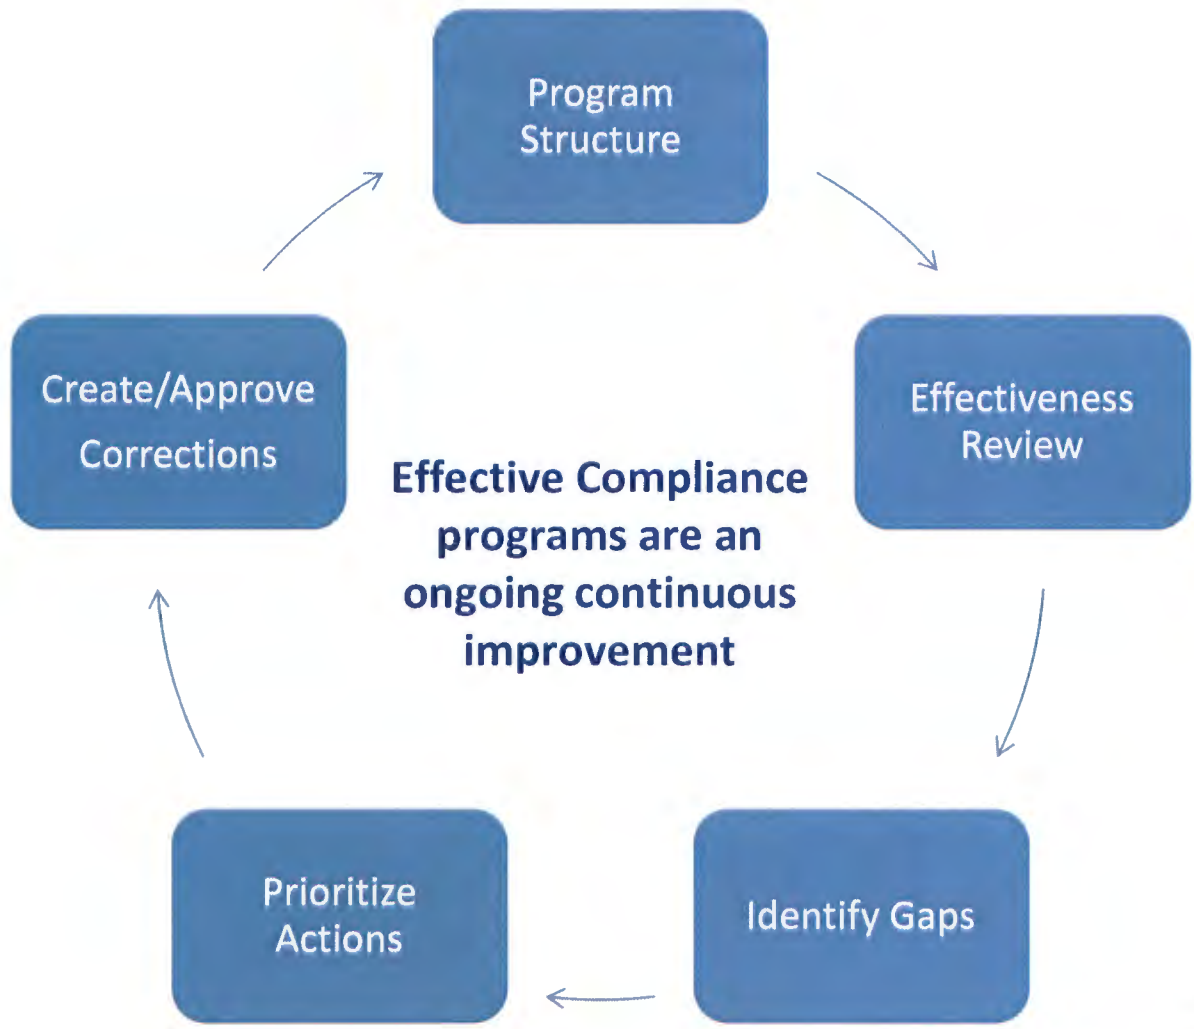 Program
Structure
Effectiveness
Review
Identify Gaps
Prioritize
Actions
Create/Approve
Corrections
Effective Compliance
programs are an
ongoing continuous
improvement